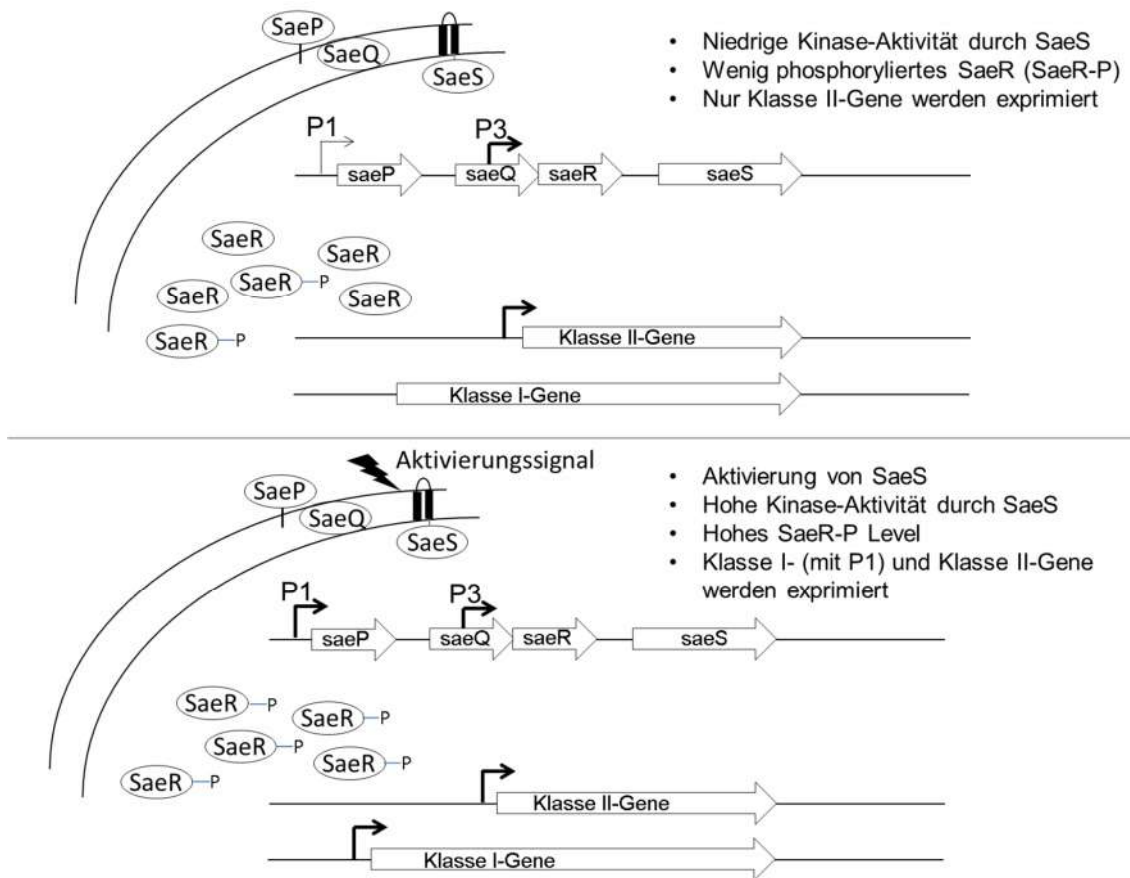 SaeP
SaeQ
SaeS
• Niedrige Kinase-Aktivität durch SaeS
• Wenig phosphoryliertes SaeR (SaeR-P)
• Nur Klasse II-Gene werden exprimiert
P1
P3
saeP
saeQ
saeR
saeS
SaeR
SaeR
SaeR-P
SaeR
SaeR
SaeR-P
Klasse II-Gene
Klasse I-Gene
Aktivierungssignal
SaeP
SaeQ
SaeS
• Aktivierung von SaeS
• Hohe Kinase-Aktivität durch SaeS
• Hohes SaeR-P Level
• Klasse I- (mit P1) und Klasse II-Gene
werden exprimiert
P1
P3
saeP
saeQ
saeR
saeS
SaeR-P
SaeR-P
SaeR-P
SaeR-P
SaeR-P
Klasse II-Gene
Klasse I-Gene